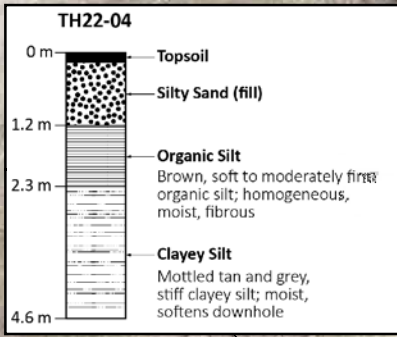 TH22-04
0 m
Topsoil
Silty Sand (fill)
1.2 m
Organic Silt
Brown, soft to moderately firm
organic silt; homogeneous,
moist, fibrous
2.3 m
Clayey Silt
Mottled tan and grey,
stiff clayey silt; moist,
softens downhole
4.6 m